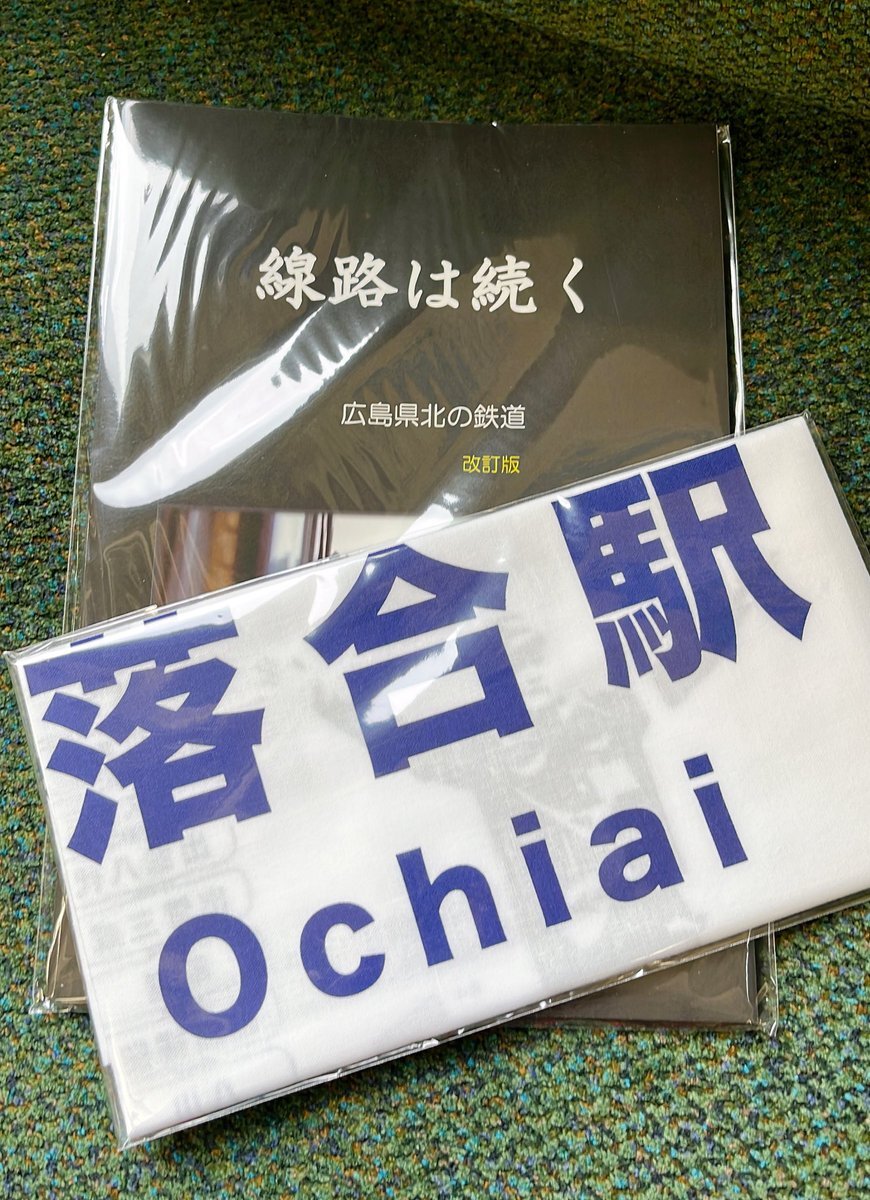 線路は続く
広島県北の鉄道
改訂版
落合駅
Ochiai